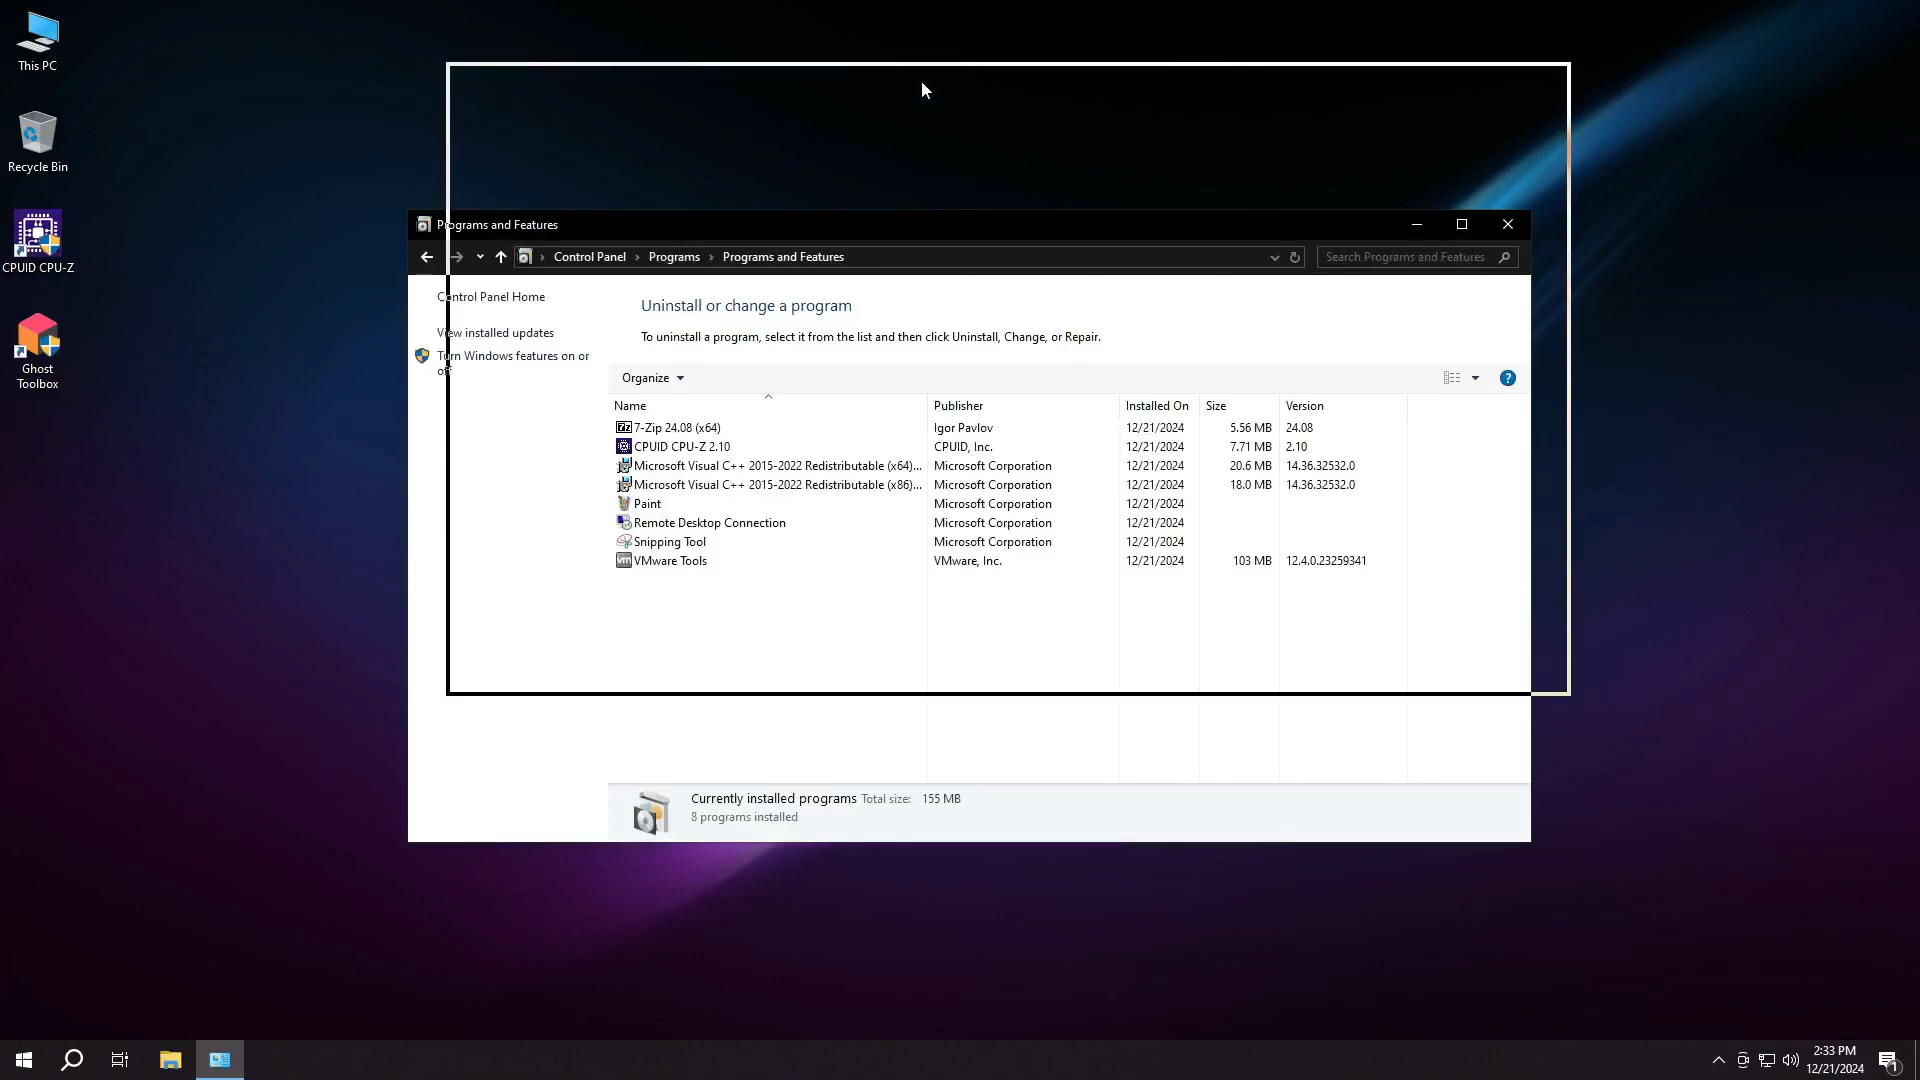 This PC
Recycle Bin
CPUID CPU-Z
Ghost
Toolbox
Programs and Features
Control Panel Programs Programs and Features
Search Programs and Features
Control Panel Home
View installed updates
Turn Windows features on or
off
Uninstall or change a program
To uninstall a program, select it from the list and then click Uninstall, Change, or Repair.
Organize
?
Name Publisher Installed On Size Version
7-Zip 24.08 (x64) Igor Pavlov 12/21/2024 5.56 MB 24.08
CPUID CPU-Z 2.10 CPUID, Inc. 12/21/2024 7.71 MB 2.10
Microsoft Visual C++ 2015-2022 Redistributable (x64)... Microsoft Corporation 12/21/2024 20.6 MB 14.36.32532.0
Microsoft Visual C++ 2015-2022 Redistributable (x86)... Microsoft Corporation 12/21/2024 18.0 MB 14.36.32532.0
Paint Microsoft Corporation 12/21/2024
Remote Desktop Connection Microsoft Corporation 12/21/2024
Snipping Tool Microsoft Corporation 12/21/2024
VMware Tools VMware, Inc. 12/21/2024 103 MB 12.4.0.23259341
Currently installed programs Total size: 155 MB
8 programs installed
2:33 PM
12/21/2024
1